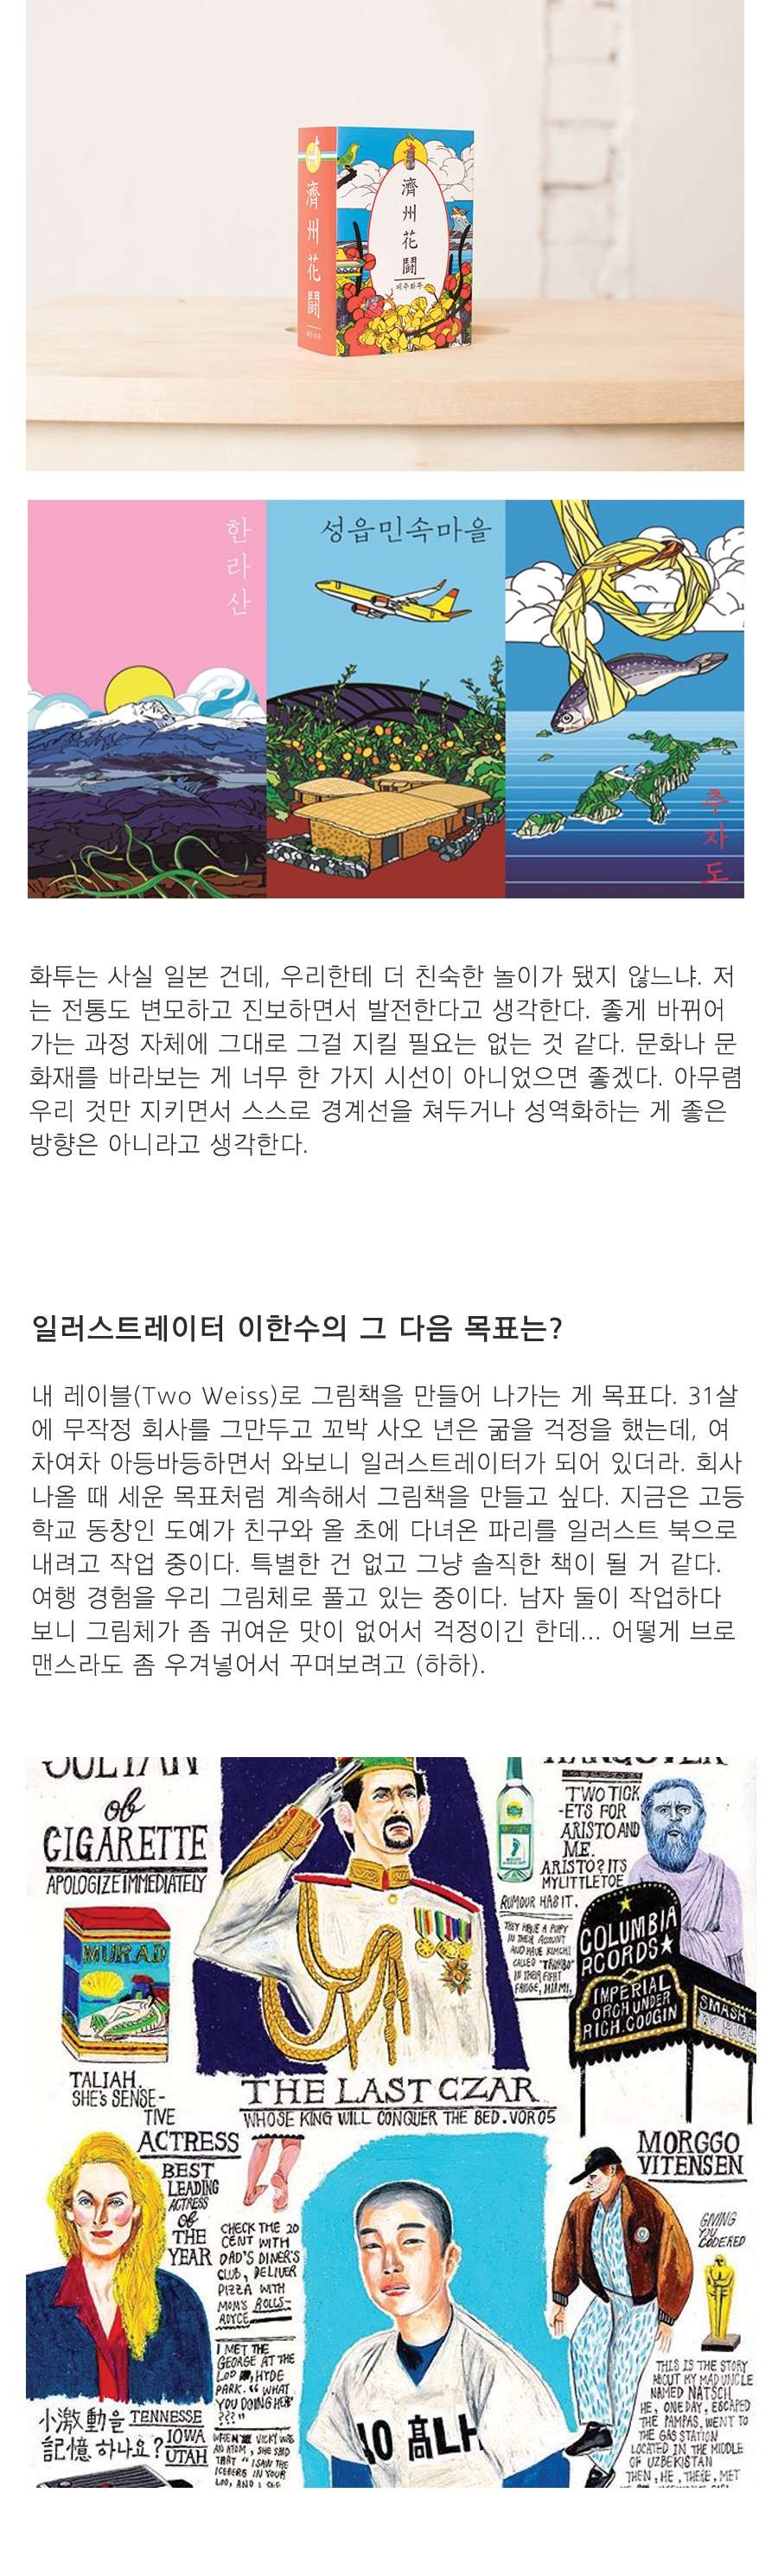 濟州花鬪
제주화투
濟州花鬪
제주화투
한라산
성읍민속마을
추자도
화투는 사실 일본 건데, 우리한테 더 친숙한 놀이가 됐지 않느냐. 저
는 전통도 변모하고 진보하면서 발전한다고 생각한다. 좋게 바뀌어
가는 과정 자체에 그대로 그걸 지킬 필요는 없는 것 같다. 문화나 문
화재를 바라보는 게 너무 한 가지 시선이 아니었으면 좋겠다. 아무렴
우리 것만 지키면서 스스로 경계선을 쳐두거나 성역화하는 게 좋은
방향은 아니라고 생각한다.
일러스트레이터 이한수의 그 다음 목표는?
내 레이블(Two Weiss)로 그림책을 만들어 나가는 게 목표다. 31살
에 무작정 회사를 그만두고 꼬박 사오 년은 굶을 걱정을 했는데, 여
차여차 아등바등하면서 와보니 일러스트레이터가 되어 있더라. 회사
나올 때 세운 목표처럼 계속해서 그림책을 만들고 싶다. 지금은 고등
학교 동창인 도예가 친구와 올 초에 다녀온 파리를 일러스트 북으로
내려고 작업 중이다. 특별한 건 없고 그냥 솔직한 책이 될 거 같다.
여행 경험을 우리 그림체로 풀고 있는 중이다. 남자 둘이 작업하다
보니 그림체가 좀 귀여운 맛이 없어서 걱정이긴 한데... 어떻게 브로
맨스라도 좀 우겨넣어서 꾸며보려고 (하하).
SULTAN
of
CIGARETTE
APOLOGIZE IMMEDIATELY
MURAD
TALIAH.
SHE'S SENSE-
TIVE
ACTRESS
BEST
LEADING
ACTRESS
of
THE
YEAR
THE LAST CZAR
WHOSE KING WILL CONQUER THE BED. VOR 05
HANGOVER
TWO TICK
-ETS FOR
ARISTO AND
ME.
ARISTO? IT'S
MY LITTLE TOE
RUMOUR HAS IT,
THEY HAVE A PUPY
IN THEIR ACCOUNT
AND HAVE KIMCHI
CALLED "TRUMBO"
IN THEIR FIRST
FRIDGE, MIAMI.
COLUMBIA
RCORDS★
IMPERIAL
ORCH UNDER
RICH. COOGIN
SMASH
CHECK THE 20
CENT WITH
DAD'S DINER'S
CLUB, DELIVER
PIZZA WITH
MOM'S ROLLS-
ROYCE
I MET THE
GEORGE AT THE
LOO, HYDE
PARK. "WHAT
YOU DOING HER'
???"
WHEN VICKY WAS
AN ATOM, SHE SAID
THAT "I SAW THE
ICEBERG IN YOUR
LOO, AND I SEE
小激動을 TENNESSE
記憶 하나요? IOWA
UTAH
10 高LH
MORGGO
VITENSEN
GIVING
YOU
CODERED
THIS IS THE STORY
ABOUT MY MAD UNCLE
NAMED NATSCH
HE, ONE DAY, ESCAPED
THE PAMPAS, WENT TO
THE GAS STATION
LOCATED IN THE MIDDLE
OF UZBEKISTAN
THEN, HE, THERE, MET